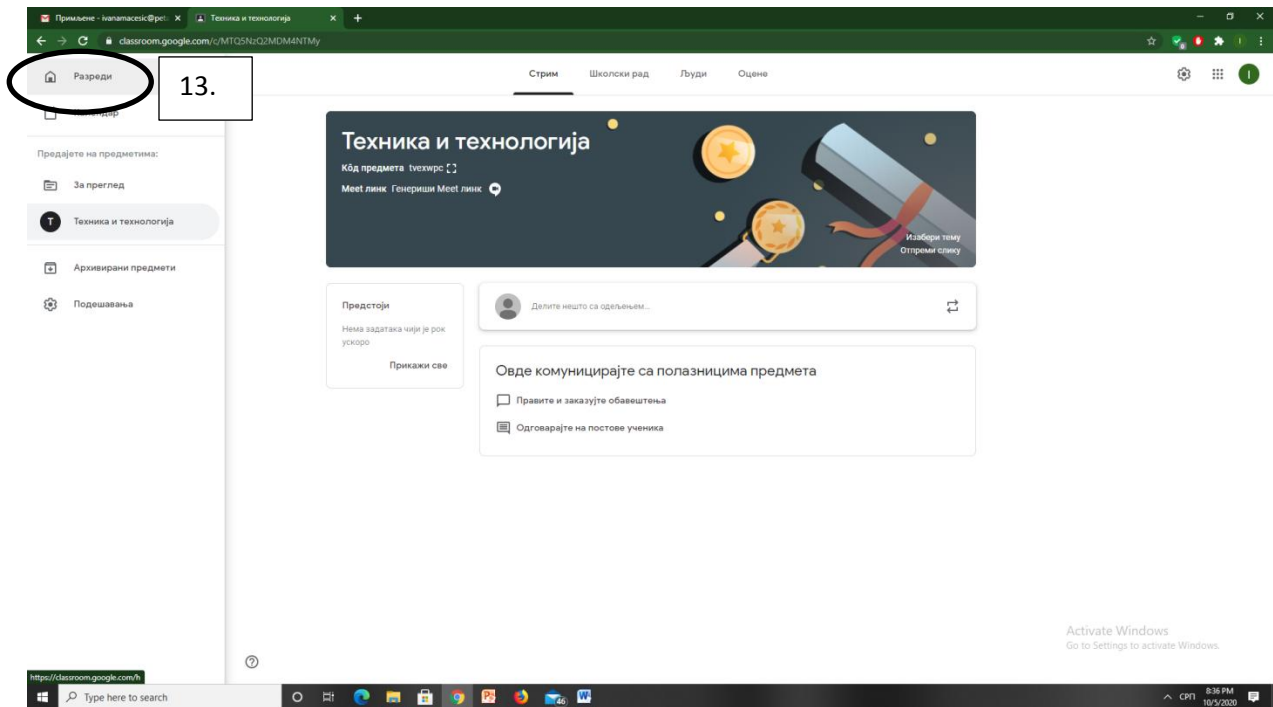 Примљене - ivanamacesic@pet
Техника и технологија
classroom.google.com/c/MTQ5NzQ2MDM4NTMy
Разреди
13.
Стрим
Школски рад
Људи
Оцене
I
Календар
Предајете на предметима:
За преглед
T
Техника и технологија
Архивирани предмети
Подешавања
Техника и технологија
Кôд предмета tvexwpc
Meet линк Генериши Meet линк
Изабери тему
Отпреми слику
Предстоји
Нема задатака чији је рок
ускоро
Прикажи све
Делите нешто са одељењем...
Овде комуницирајте са полазницима предмета
Правите и заказујте обавештења
Одговарајте на постове ученика
Activate Windows
Go to Settings to activate Windows.
https://classroom.google.com/h
Type here to search
46
СРП
8:36 PM
10/5/2020